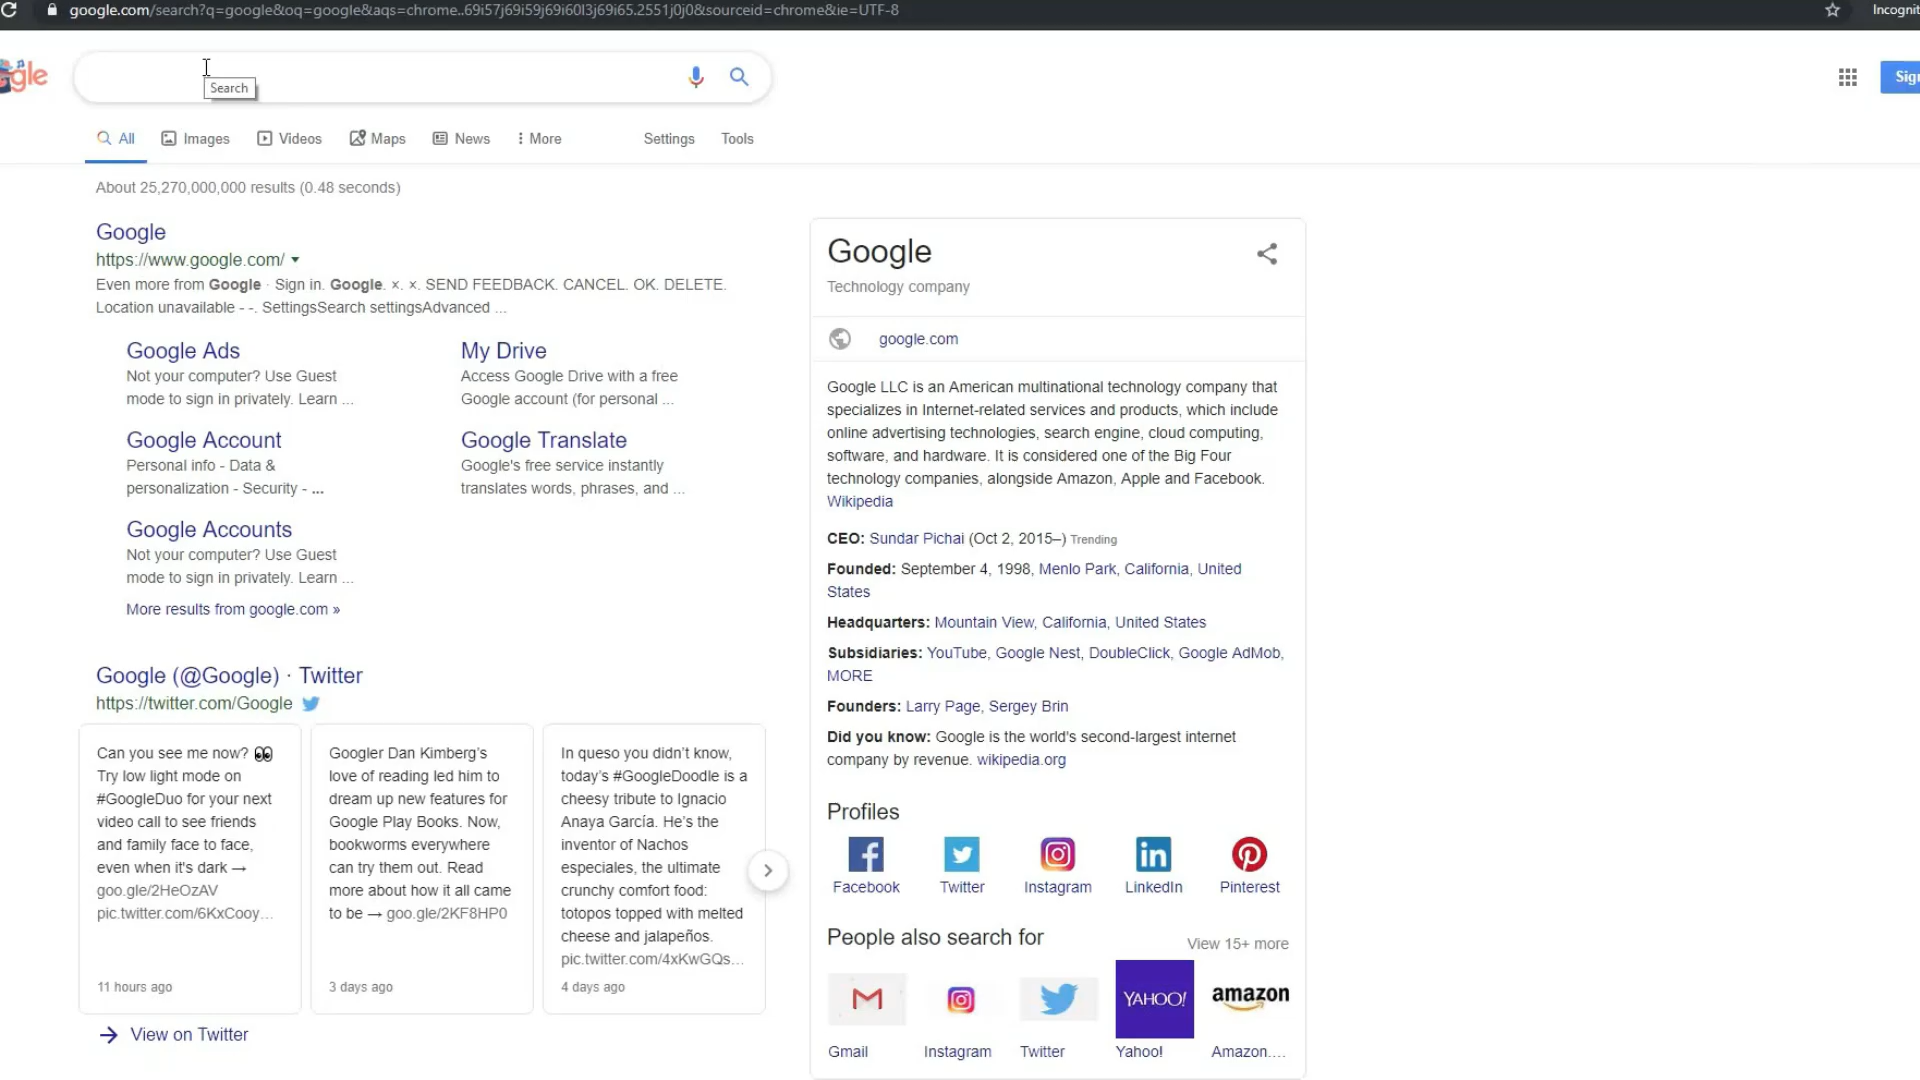 google.com/search?q=google&oq=google&aqs=chrome..69i57j69i59j69i60l3j69i65.2551j0j0&sourceid=chrome&ie=UTF-8
Incognit
gle
Search
Sign
All Images Videos Maps News More Settings Tools
About 25,270,000,000 results (0.48 seconds)
Google
https://www.google.com/
Even more from Google · Sign in. Google. ×. ×. SEND FEEDBACK. CANCEL. OK. DELETE.
Location unavailable - -. SettingsSearch settingsAdvanced ...
Google Ads
Not your computer? Use Guest
mode to sign in privately. Learn ...
My Drive
Access Google Drive with a free
Google account (for personal ...
Google Account
Personal info - Data &
personalization - Security - ...
Google Translate
Google's free service instantly
translates words, phrases, and ...
Google Accounts
Not your computer? Use Guest
mode to sign in privately. Learn ...
More results from google.com »
Google (@Google) · Twitter
https://twitter.com/Google
Can you see me now? 👀
Try low light mode on
#GoogleDuo for your next
video call to see friends
and family face to face,
even when it's dark →
goo.gle/2HeOzAV
pic.twitter.com/6KxCooy...
11 hours ago
Googler Dan Kimberg's
love of reading led him to
dream up new features for
Google Play Books. Now,
bookworms everywhere
can try them out. Read
more about how it all came
to be → goo.gle/2KF8HP0
3 days ago
In queso you didn't know,
today's #GoogleDoodle is a
cheesy tribute to Ignacio
Anaya García. He's the
inventor of Nachos
especiales, the ultimate
crunchy comfort food:
totopos topped with melted
cheese and jalapeños.
pic.twitter.com/4xKwGQs...
4 days ago
View on Twitter
Google
Technology company
google.com
Google LLC is an American multinational technology company that
specializes in Internet-related services and products, which include
online advertising technologies, search engine, cloud computing,
software, and hardware. It is considered one of the Big Four
technology companies, alongside Amazon, Apple and Facebook.
Wikipedia
CEO: Sundar Pichai (Oct 2, 2015–) Trending
Founded: September 4, 1998, Menlo Park, California, United
States
Headquarters: Mountain View, California, United States
Subsidiaries: YouTube, Google Nest, DoubleClick, Google AdMob,
MORE
Founders: Larry Page, Sergey Brin
Did you know: Google is the world's second-largest internet
company by revenue. wikipedia.org
Profiles
Facebook Twitter Instagram LinkedIn Pinterest
People also search for
View 15+ more
YAHOO!
amazon
Gmail Instagram Twitter Yahoo! Amazon....